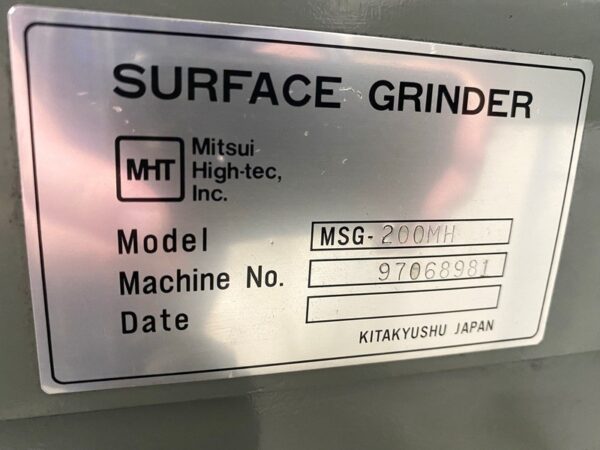 SURFACE GRINDER
MHT
Mitsui
High-tec,
Inc.
Model MSG-200MH
Machine No. 97068981
Date
KITAKYUSHU JAPAN